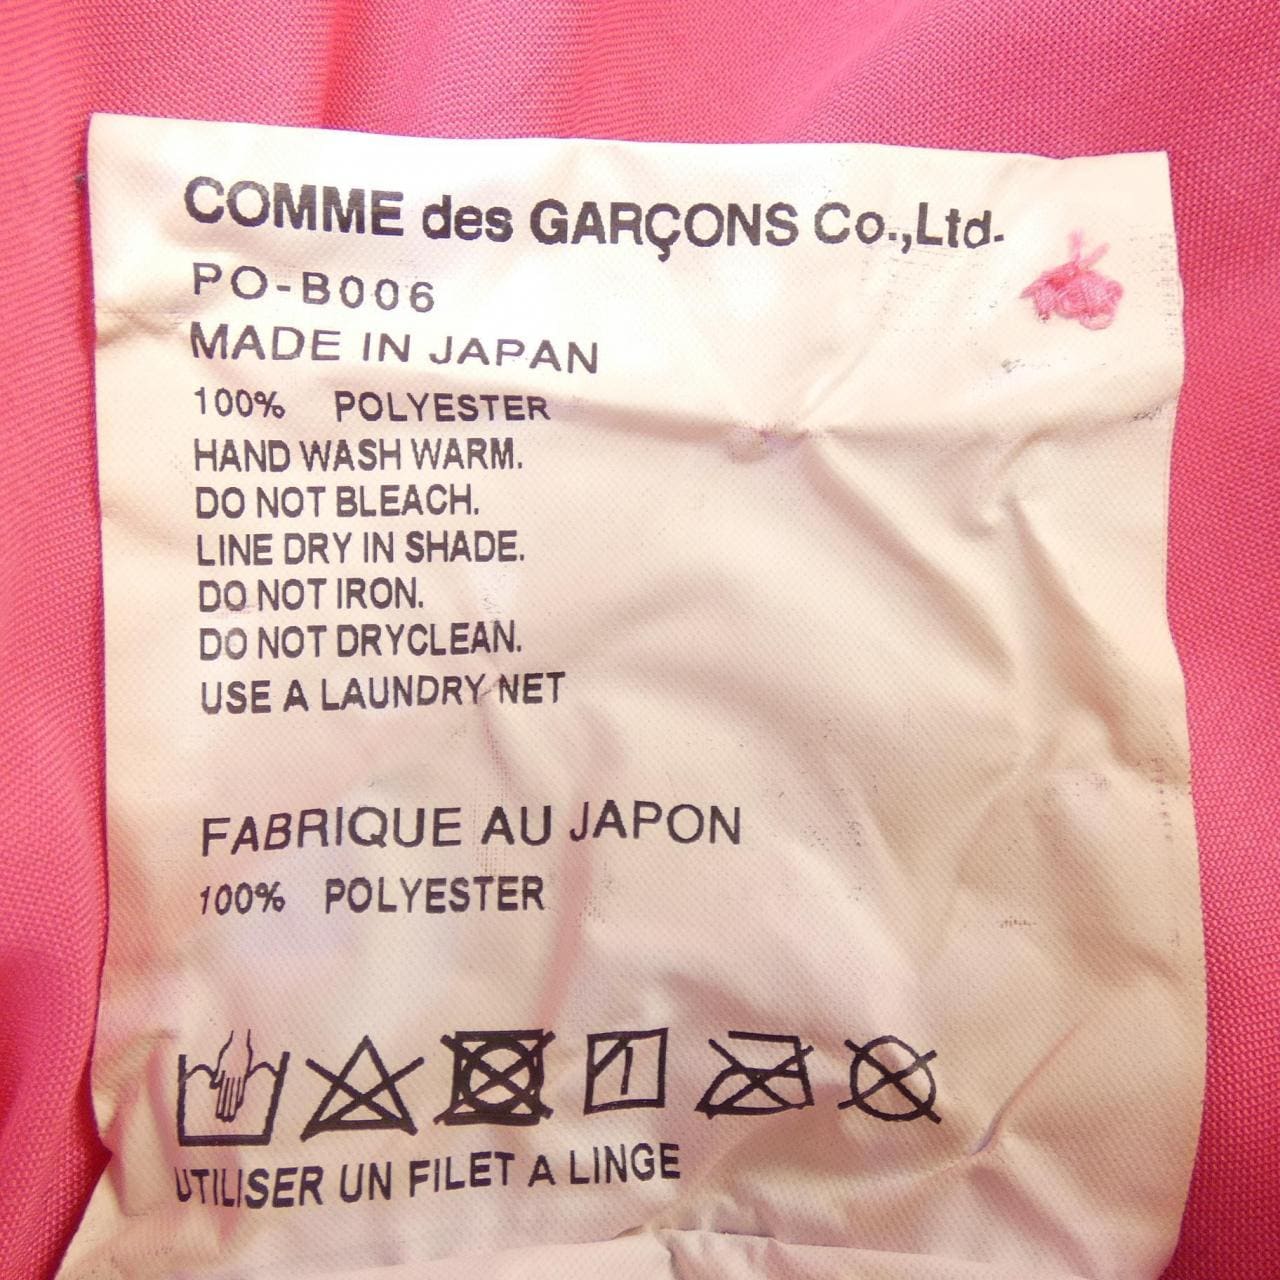 COMME des GARÇONS Co.,Ltd.
PO-B006
MADE IN JAPAN
100% POLYESTER
HAND WASH WARM.
DO NOT BLEACH.
LINE DRY IN SHADE.
DO NOT IRON.
DO NOT DRYCLEAN.
USE A LAUNDRY NET
FABRIQUE AU JAPON
100% POLYESTER
UTILISER UN FILET A LINGE